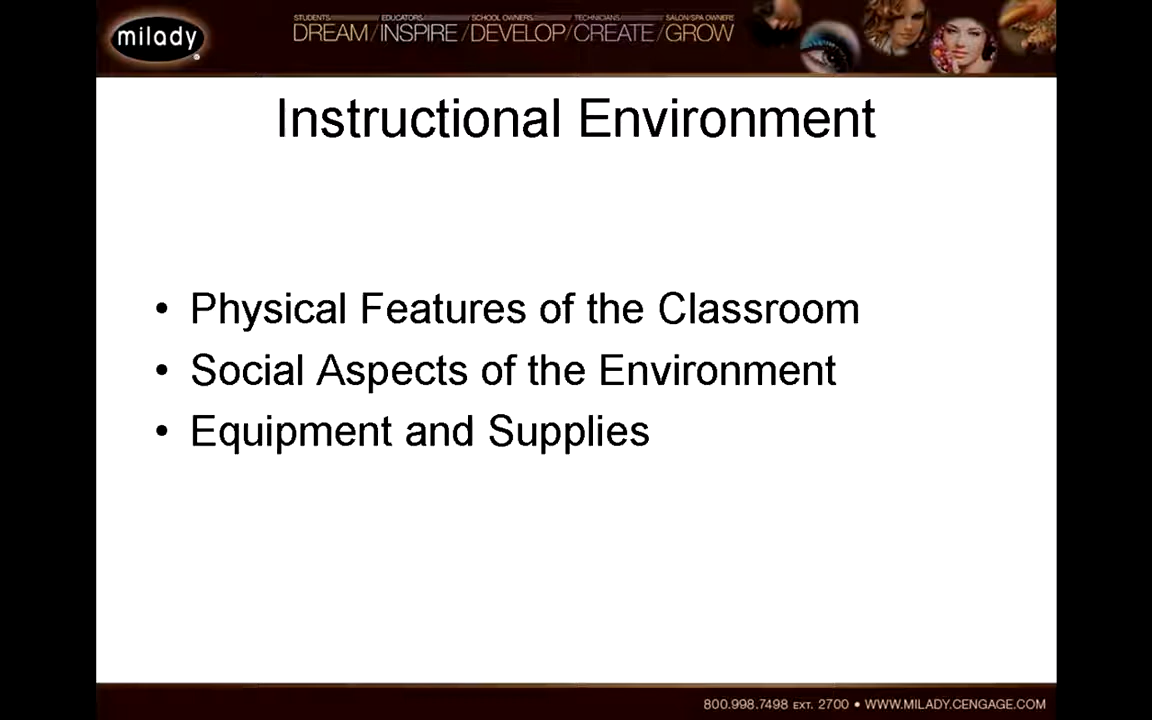 milady
STUDENTS: EDUCATORS: SCHOOL OWNERS: TECHNICIANS: SALON/SPA OWNERS:
DREAM/INSPIRE/DEVELOP/CREATE/GROW
Instructional Environment
• Physical Features of the Classroom
• Social Aspects of the Environment
• Equipment and Supplies
800.998.7498 EXT. 2700 • WWW.MILADY.CENGAGE.COM